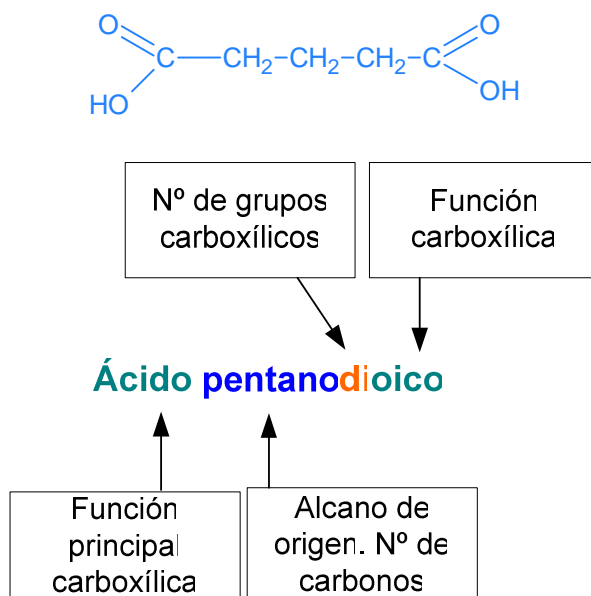 O O
C—CH2–CH2–CH2–C
HO OH
Nº de grupos
carboxílicos
Función
carboxílica
Ácido pentanodioico
Función
principal
carboxílica
Alcano de
origen. Nº de
carbonos